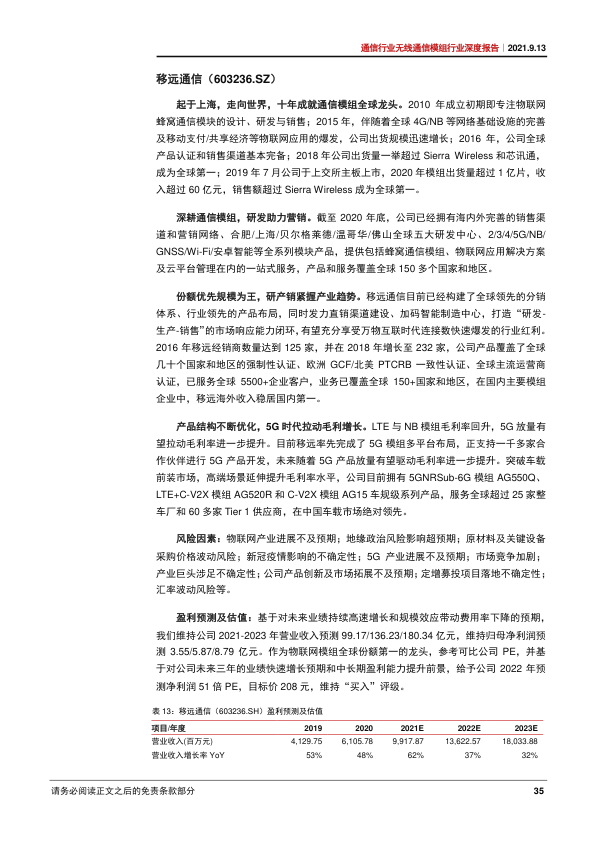 通信行业无线通信模组行业深度报告｜2021.9.13
移远通信（603236.SZ）
起于上海，走向世界，十年成就通信模组全球龙头。2010 年成立初期即专注物联网
蜂窝通信模块的设计、研发与销售；2015 年，伴随着全球 4G/NB 等网络基础设施的完善
及移动支付/共享经济等物联网应用的爆发，公司出货规模迅速增长；2016 年，公司全球
产品认证和销售渠道基本完备；2018 年公司出货量一举超过 Sierra Wireless 和芯讯通，
成为全球第一；2019 年 7 月公司于上交所主板上市，2020 年模组出货量超过 1 亿片，收
入超过 60 亿元，销售额超过 Sierra Wireless 成为全球第一。
深耕通信模组，研发助力营销。截至 2020 年底，公司已经拥有海内外完善的销售渠
道和营销网络、合肥/上海/贝尔格莱德/温哥华/佛山全球五大研发中心、2/3/4/5G/NB/
GNSS/Wi-Fi/安卓智能等全系列模块产品，提供包括蜂窝通信模组、物联网应用解决方案
及云平台管理在内的一站式服务，产品和服务覆盖全球 150 多个国家和地区。
份额优先规模为王，研产销紧握产业趋势。移远通信目前已经构建了全球领先的分销
体系、行业领先的产品布局，同时发力直销渠道建设、加码智能制造中心，打造“研发-
生产-销售”的市场响应能力闭环，有望充分享受万物互联时代连接数快速爆发的行业红利。
2016 年移远经销商数量达到 125 家，并在 2018 年增长至 232 家，公司产品覆盖了全球
几十个国家和地区的强制性认证、欧洲 GCF/北美 PTCRB 一致性认证、全球主流运营商
认证，已服务全球 5500+企业客户，业务已覆盖全球 150+国家和地区，在国内主要模组
企业中，移远海外收入稳居国内第一。
产品结构不断优化，5G 时代拉动毛利增长。LTE 与 NB 模组毛利率回升，5G 放量有
望拉动毛利率进一步提升。目前移远率先完成了 5G 模组多平台布局，正支持一千多家合
作伙伴进行 5G 产品开发，未来随着 5G 产品放量有望驱动毛利率进一步提升。突破车载
前装市场，高端场景延伸提升毛利率水平，公司目前拥有 5GNRSub-6G 模组 AG550Q、
LTE+C-V2X 模组 AG520R 和 C-V2X 模组 AG15 车规级系列产品，服务全球超过 25 家整
车厂和 60 多家 Tier 1 供应商，在中国车载市场绝对领先。
风险因素：物联网产业进展不及预期；地缘政治风险影响超预期；原材料及关键设备
采购价格波动风险；新冠疫情影响的不确定性；5G 产业进展不及预期；市场竞争加剧；
产业巨头涉足不确定性；公司产品创新及市场拓展不及预期；定增募投项目落地不确定性；
汇率波动风险等。
盈利预测及估值：基于对未来业绩持续高速增长和规模效应带动费用率下降的预期，
我们维持公司 2021-2023 年营业收入预测 99.17/136.23/180.34 亿元，维持归母净利润预
测 3.55/5.87/8.79 亿元。作为物联网模组全球份额第一的龙头，参考可比公司 PE，并基
于对公司未来三年的业绩快速增长预期和中长期盈利能力提升前景，给予公司 2022 年预
测净利润 51 倍 PE，目标价 208 元，维持“买入”评级。
表 13：移远通信（603236.SH）盈利预测及估值
项目/年度 2019 2020 2021E 2022E 2023E
营业收入(百万元) 4,129.75 6,105.78 9,917.87 13,622.57 18,033.88
营业收入增长率 YoY 53% 48% 62% 37% 32%
请务必阅读正文之后的免责条款部分 35